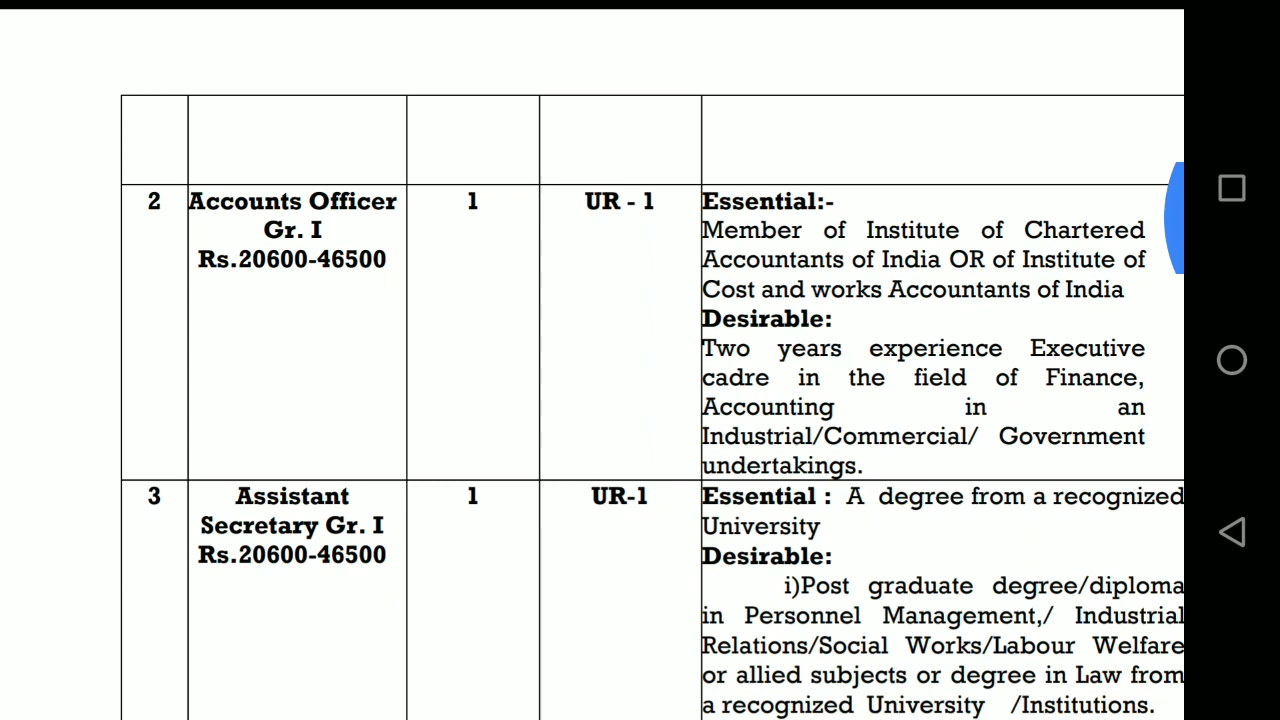 2 Accounts Officer 1 UR - 1 Essential:-
Gr. I Member of Institute of Chartered
Rs.20600-46500 Accountants of India OR of Institute of
Cost and works Accountants of India
Desirable:
Two years experience Executive
cadre in the field of Finance,
Accounting in an
Industrial/Commercial/ Government
undertakings.
3 Assistant 1 UR-1 Essential : A degree from a recognized
Secretary Gr. I University
Rs.20600-46500 Desirable:
i)Post graduate degree/diploma
in Personnel Management,/ Industrial
Relations/Social Works/Labour Welfare
or allied subjects or degree in Law from
a recognized University /Institutions.